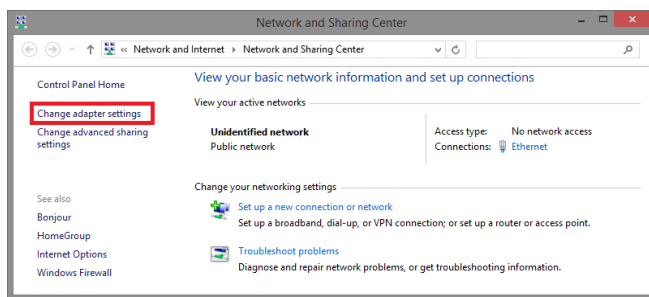 Network and Sharing Center
« Network and Internet › Network and Sharing Center
Control Panel Home
Change adapter settings
Change advanced sharing
settings
View your basic network information and set up connections
View your active networks
Unidentified network
Public network
Access type: No network access
Connections: Ethernet
Change your networking settings
Set up a new connection or network
Set up a broadband, dial-up, or VPN connection; or set up a router or access point.
Troubleshoot problems
Diagnose and repair network problems, or get troubleshooting information.
See also
Bonjour
HomeGroup
Internet Options
Windows Firewall